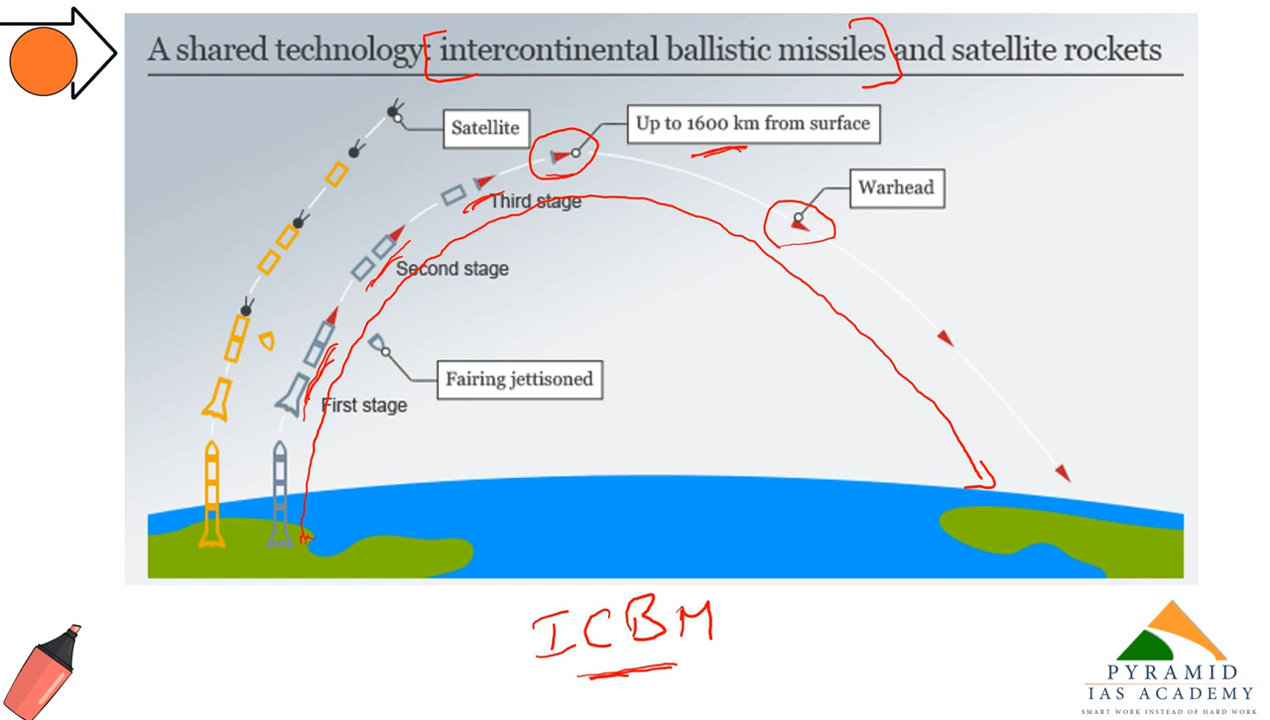 A shared technology: intercontinental ballistic missiles and satellite rockets
Satellite
Up to 1600 km from surface
Warhead
Third stage
Second stage
Fairing jettisoned
First stage
ICBM
PYRAMID
IAS ACADEMY
SMART WORK INSTEAD OF HARD WORK